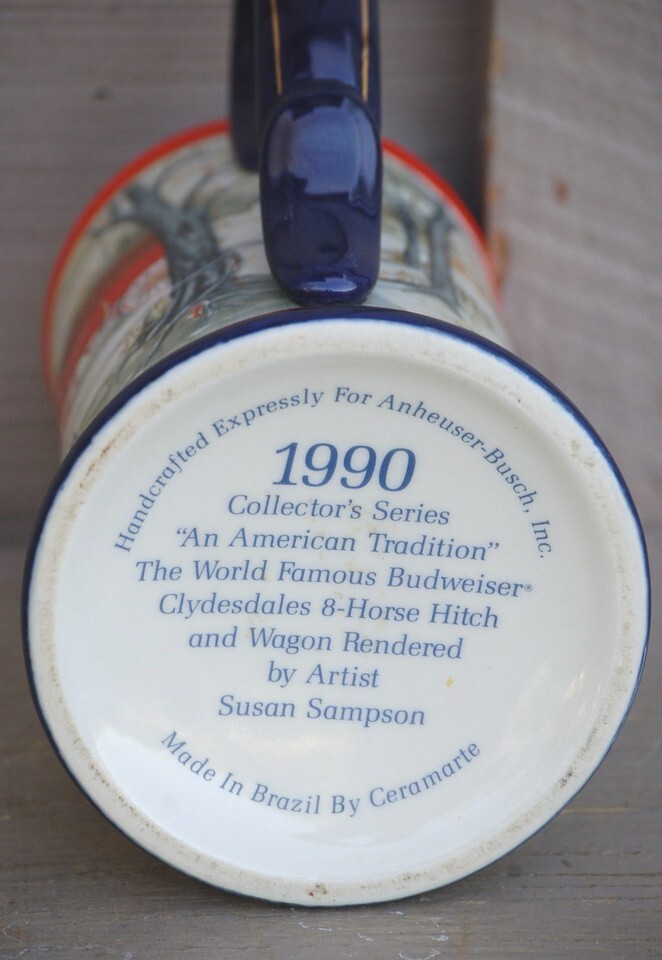 Handcrafted Expressly For Anheuser-Busch, Inc.
1990
Collector's Series
"An American Tradition"
The World Famous Budweiser®
Clydesdales 8-Horse Hitch
and Wagon Rendered
by Artist
Susan Sampson
Made In Brazil By Ceramarte